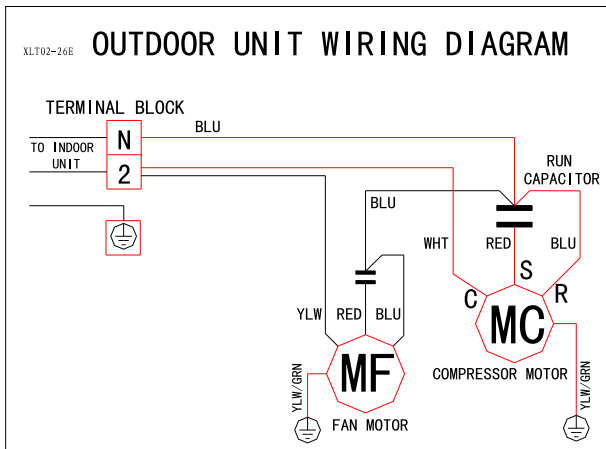 XLT02-26E OUTDOOR UNIT WIRING DIAGRAM
TERMINAL BLOCK
N
BLU
TO INDOOR
UNIT
2
RUN
CAPACITOR
BLU
WHT
RED
BLU
S
C
R
MC
COMPRESSOR MOTOR
YLW/GRN
YLW
RED
BLU
MF
FAN MOTOR
YLW/GRN